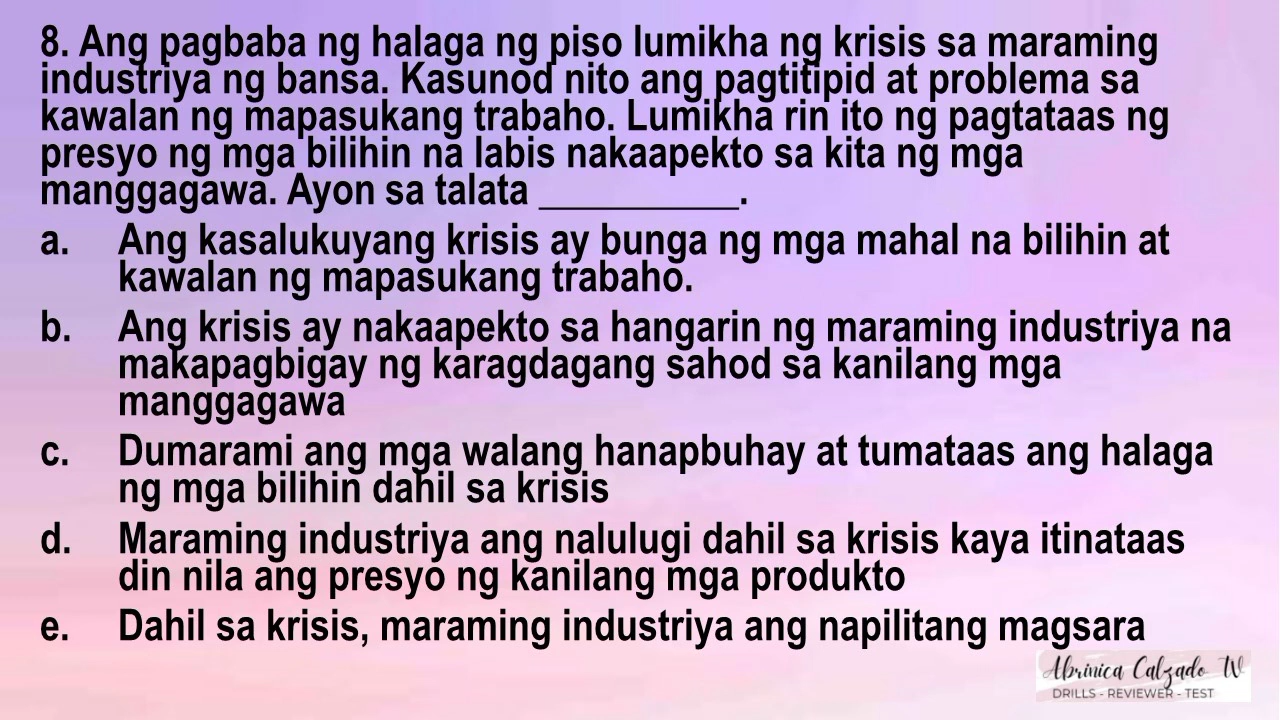 8. Ang pagbaba ng halaga ng piso lumikha ng krisis sa maraming
industriya ng bansa. Kasunod nito ang pagtitipid at problema sa
kawalan ng mapasukang trabaho. Lumikha rin ito ng pagtataas ng
presyo ng mga bilihin na labis nakaapekto sa kita ng mga
manggagawa. Ayon sa talata __________.
a. Ang kasalukuyang krisis ay bunga ng mga mahal na bilihin at
kawalan ng mapasukang trabaho.
b. Ang krisis ay nakaapekto sa hangarin ng maraming industriya na
makapagbigay ng karagdagang sahod sa kanilang mga
manggagawa
c. Dumarami ang mga walang hanapbuhay at tumataas ang halaga
ng mga bilihin dahil sa krisis
d. Maraming industriya ang nalulugi dahil sa krisis kaya itinataas
din nila ang presyo ng kanilang mga produkto
e. Dahil sa krisis, maraming industriya ang napilitang magsara
Abrinica Calzado TV
DRILLS - REVIEWER - TEST